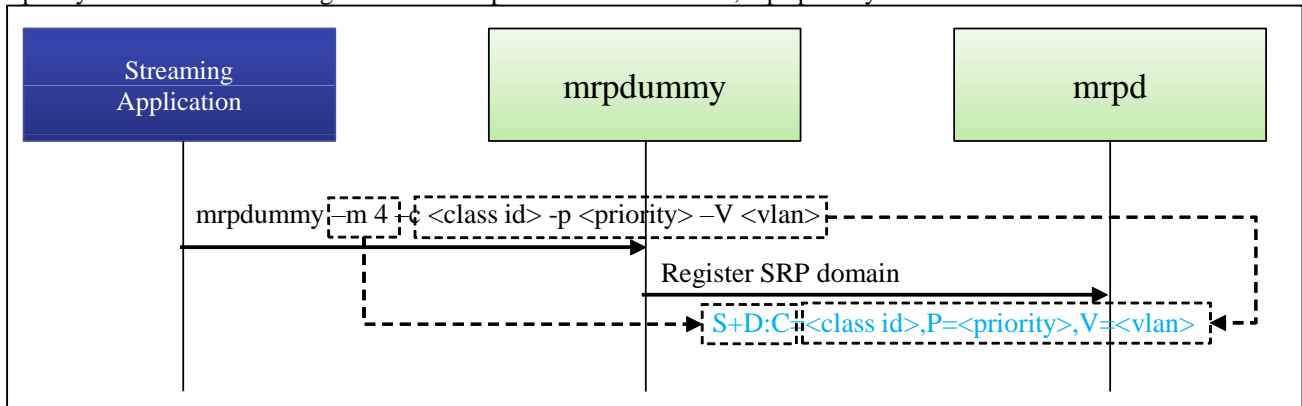 Streaming
Application
mrpdummy
mrpd
mrpdummy –m 4 –c <class id> -p <priority> –V <vlan>
Register SRP domain
S+D:C=<class id>,P=<priority>,V=<vlan>